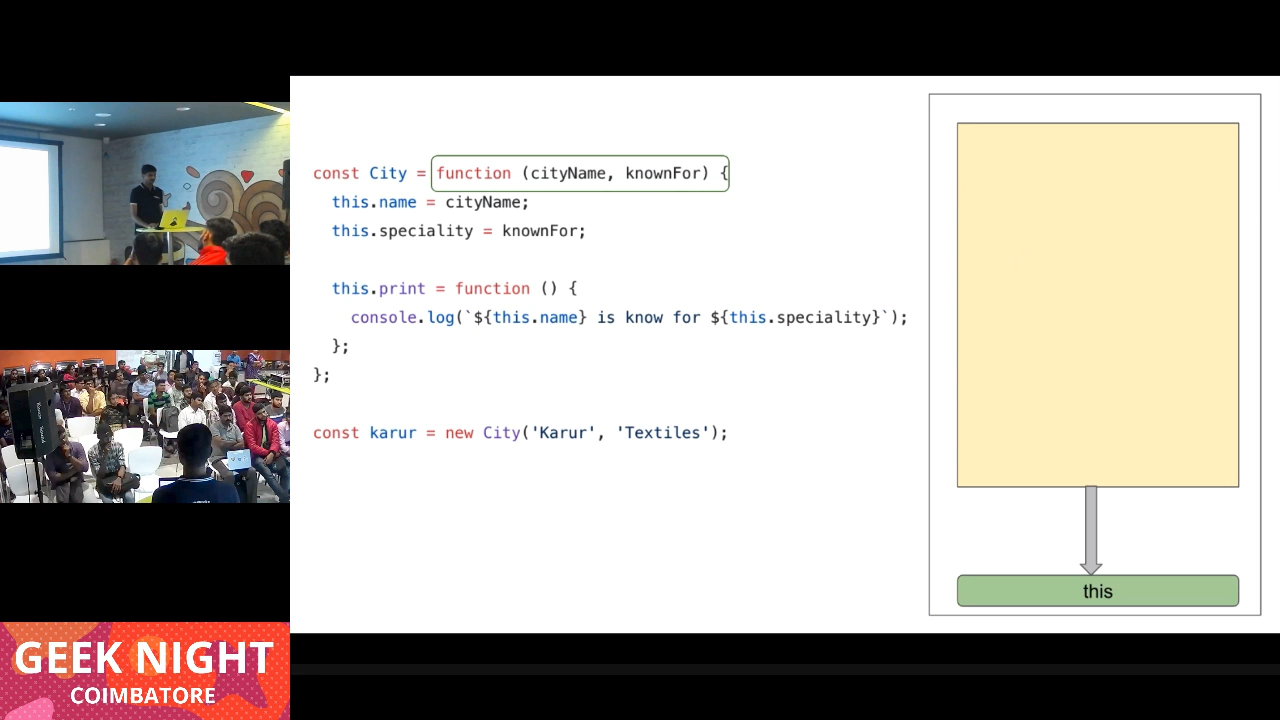 const City = function (cityName, knownFor) {
this.name = cityName;
this.speciality = knownFor;
this.print = function () {
console.log(`${this.name} is know for ${this.speciality}`);
};
};
const karur = new City('Karur', 'Textiles');
this
GEEK NIGHT
COIMBATORE